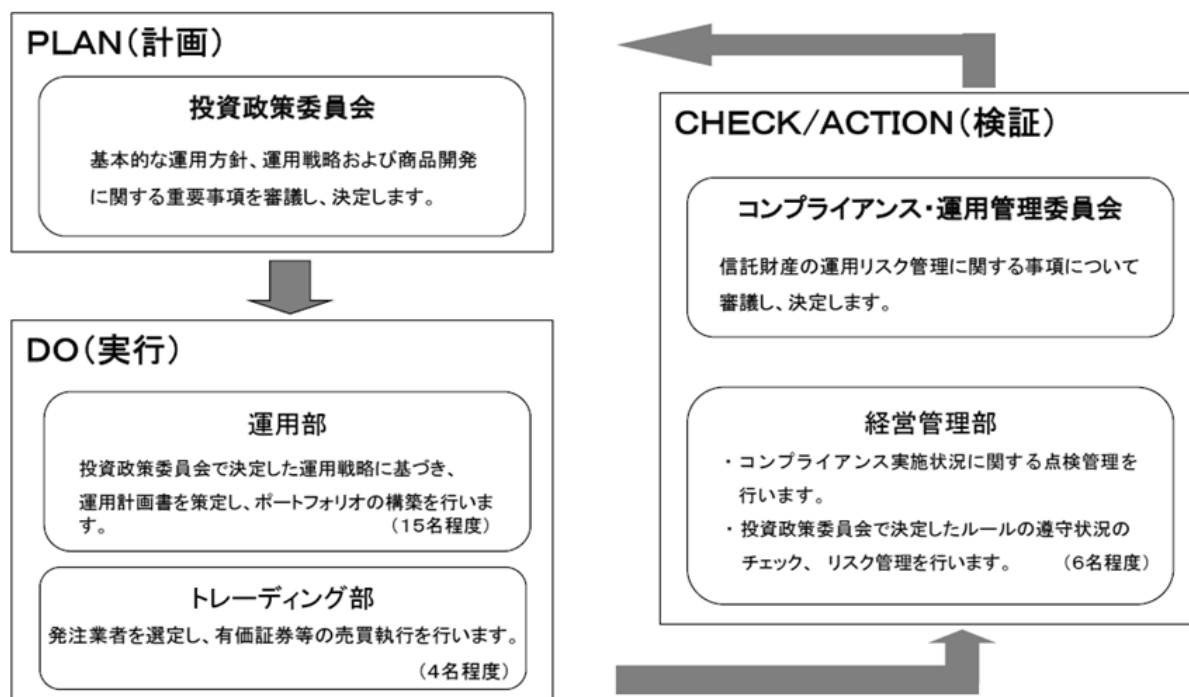 PLAN(計画)
投資政策委員会
基本的な運用方針、運用戦略および商品開発
に関する重要事項を審議し、決定します。
DO(実行)
運用部
投資政策委員会で決定した運用戦略に基づき、
運用計画書を策定し、ポートフォリオの構築を行いま
す。 (15名程度)
トレーディング部
発注業者を選定し、有価証券等の売買執行を行います。
(4名程度)
CHECK/ACTION(検証)
コンプライアンス・運用管理委員会
信託財産の運用リスク管理に関する事項について
審議し、決定します。
経営管理部
・コンプライアンス実施状況に関する点検管理を
行います。
・投資政策委員会で決定したルールの遵守状況の
チェック、 リスク管理を行います。 (6名程度)